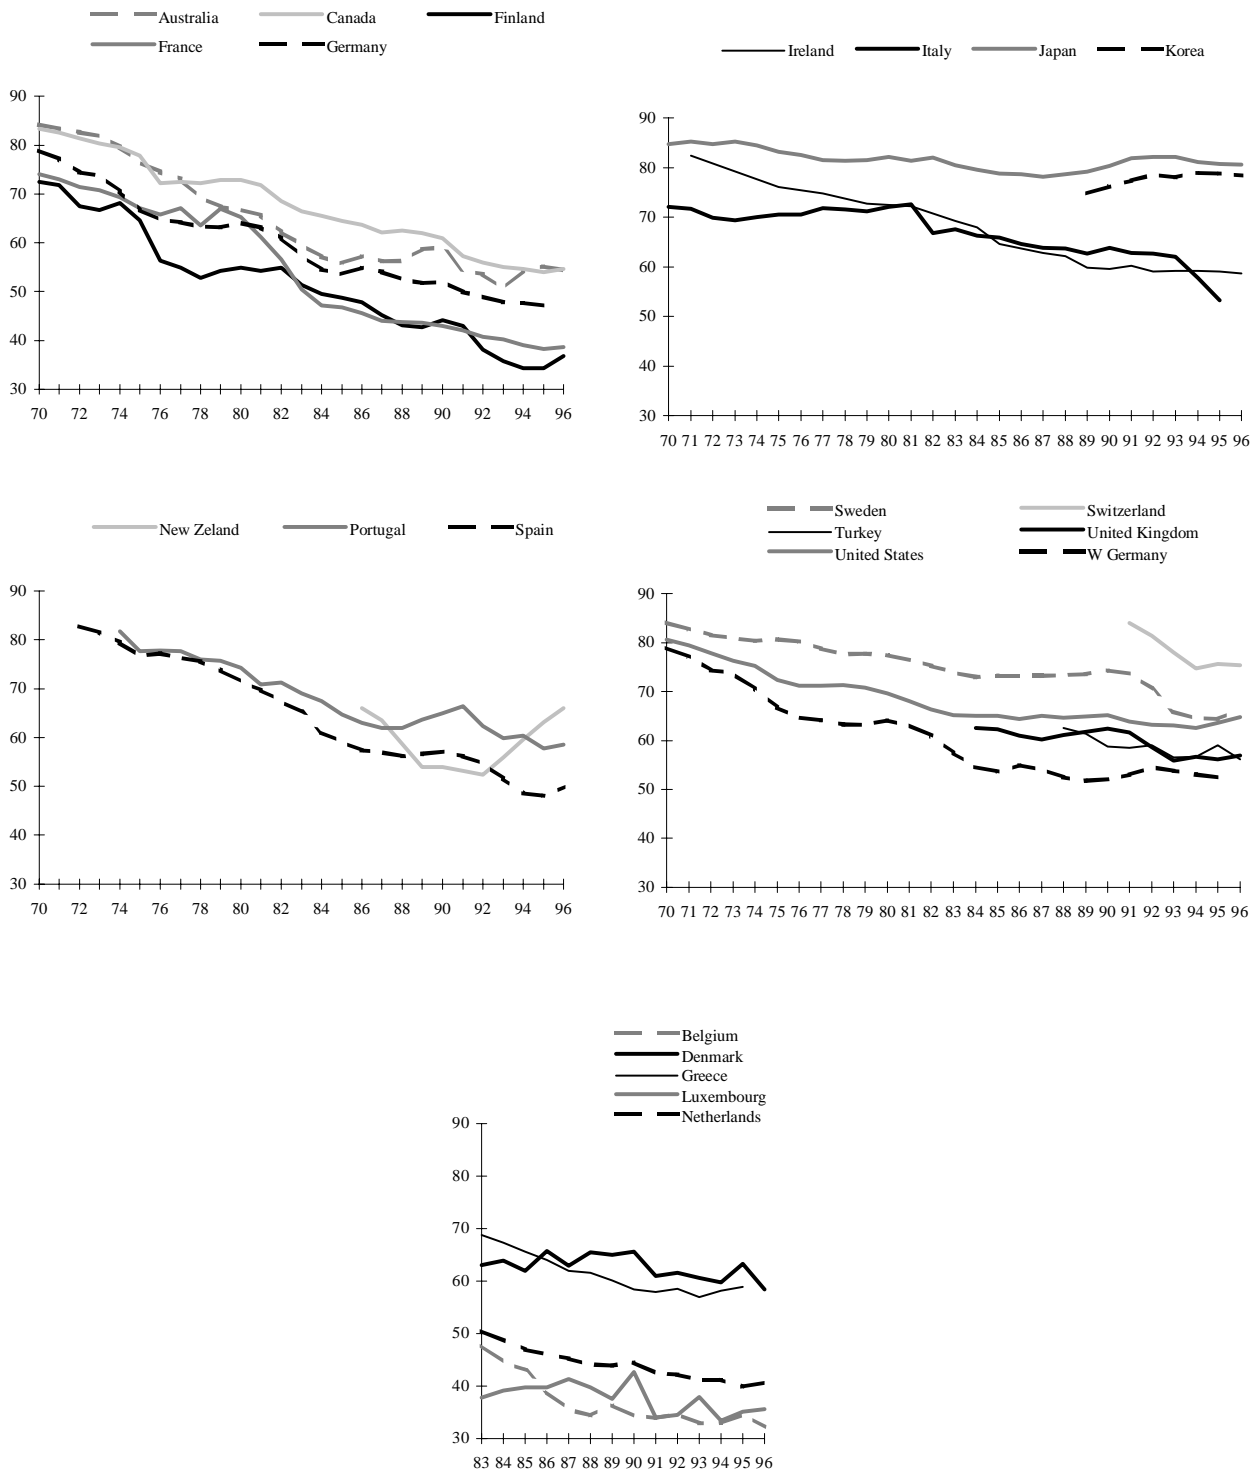 Australia Canada Finland
France Germany
90
80
70
60
50
40
30
70 72 74 76 78 80 82 84 86 88 90 92 94 96
Ireland Italy Japan Korea
90
80
70
60
50
40
30
70 71 72 73 74 75 76 77 78 79 80 81 82 83 84 85 86 87 88 89 90 91 92 93 94 95 96
New Zeland Portugal Spain
90
80
70
60
50
40
30
70 72 74 76 78 80 82 84 86 88 90 92 94 96
Sweden Switzerland
Turkey United Kingdom
United States W Germany
90
80
70
60
50
40
30
70 71 72 73 74 75 76 77 78 79 80 81 82 83 84 85 86 87 88 89 90 91 92 93 94 95 96
Belgium
Denmark
Greece
Luxembourg
Netherlands
90
80
70
60
50
40
30
83 84 85 86 87 88 89 90 91 92 93 94 95 96